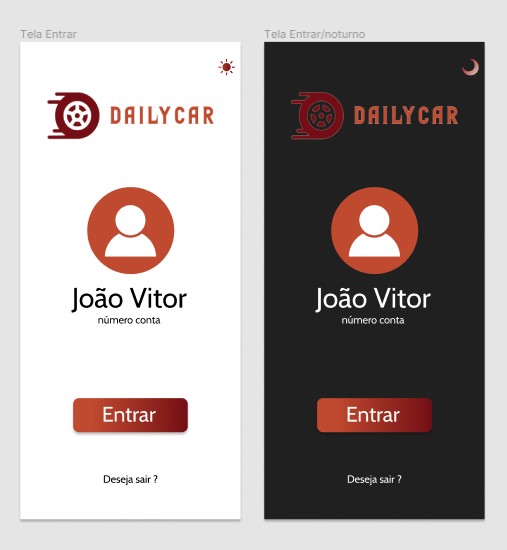 Tela Entrar
DAILYCAR
João Vitor
número conta
Entrar
Deseja sair ?
Tela Entrar/noturno
DAILYCAR
João Vitor
número conta
Entrar
Deseja sair ?